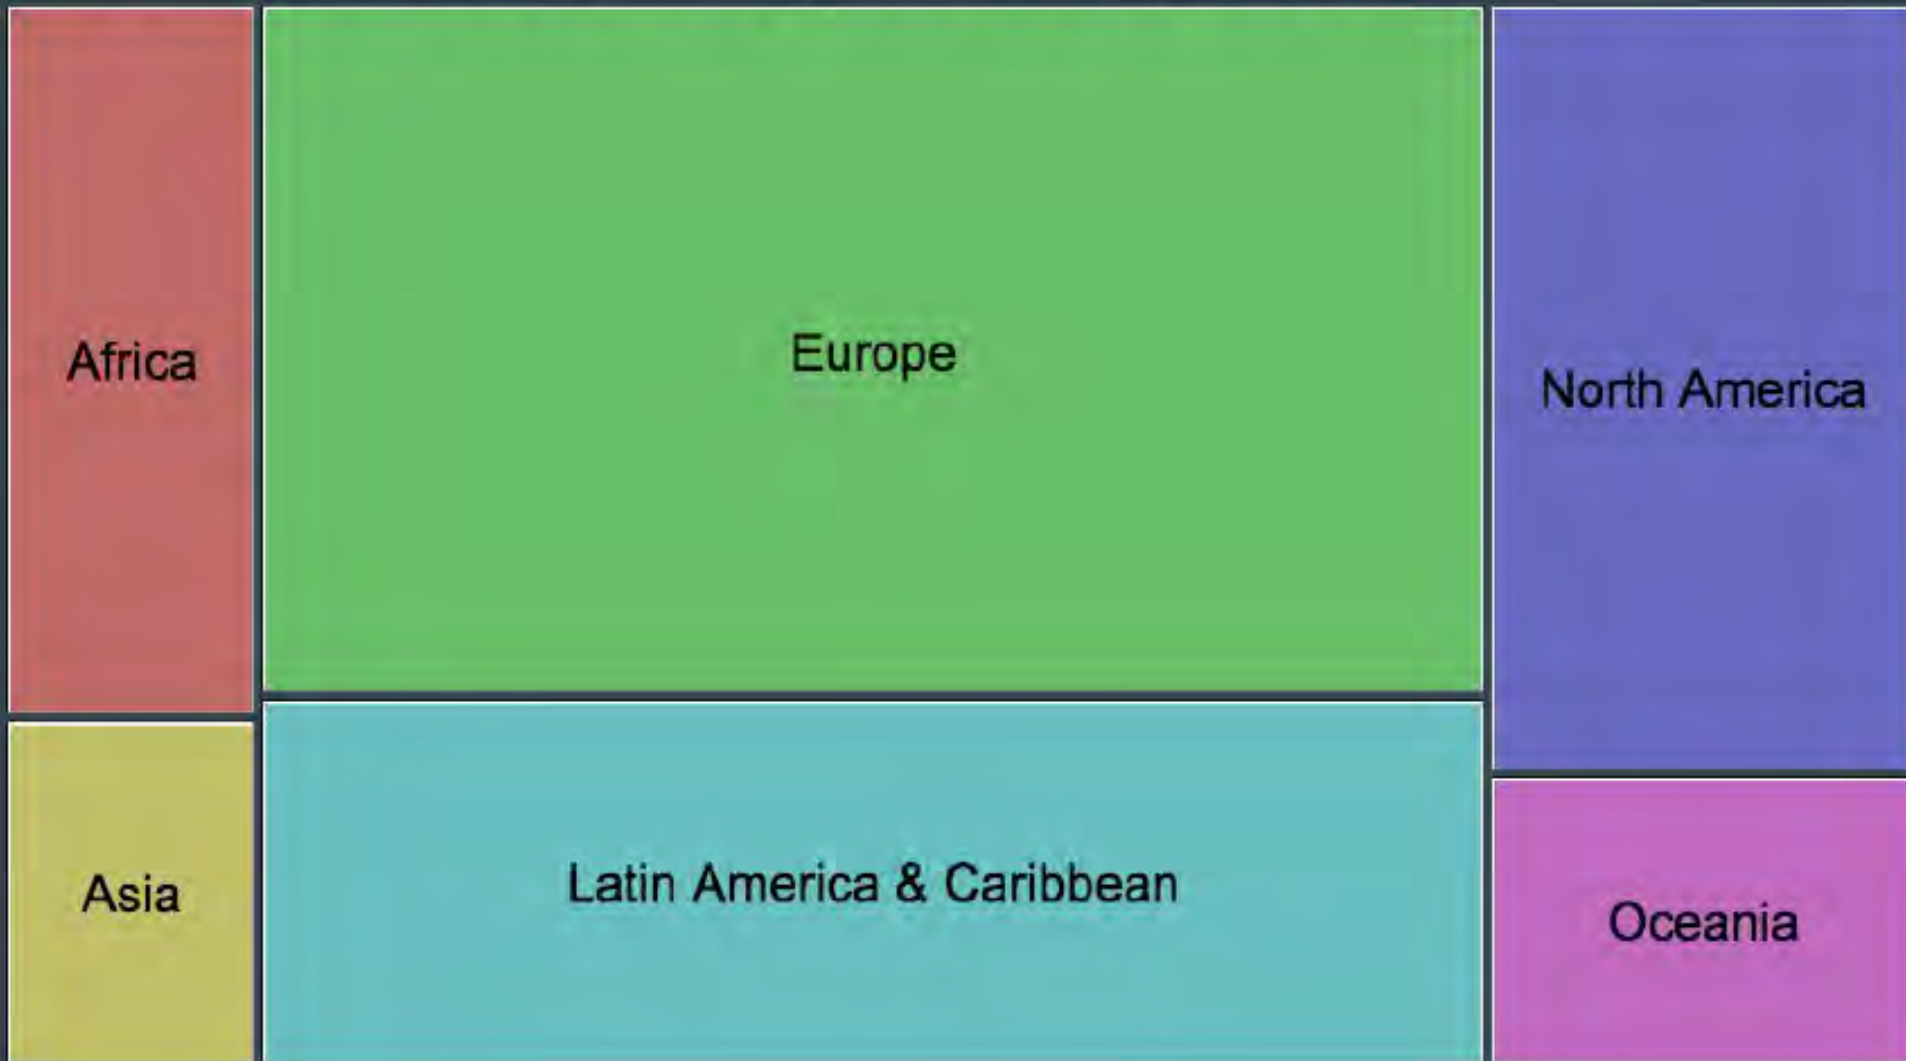 Africa
Europe
North America
Asia
Latin America & Caribbean
Oceania